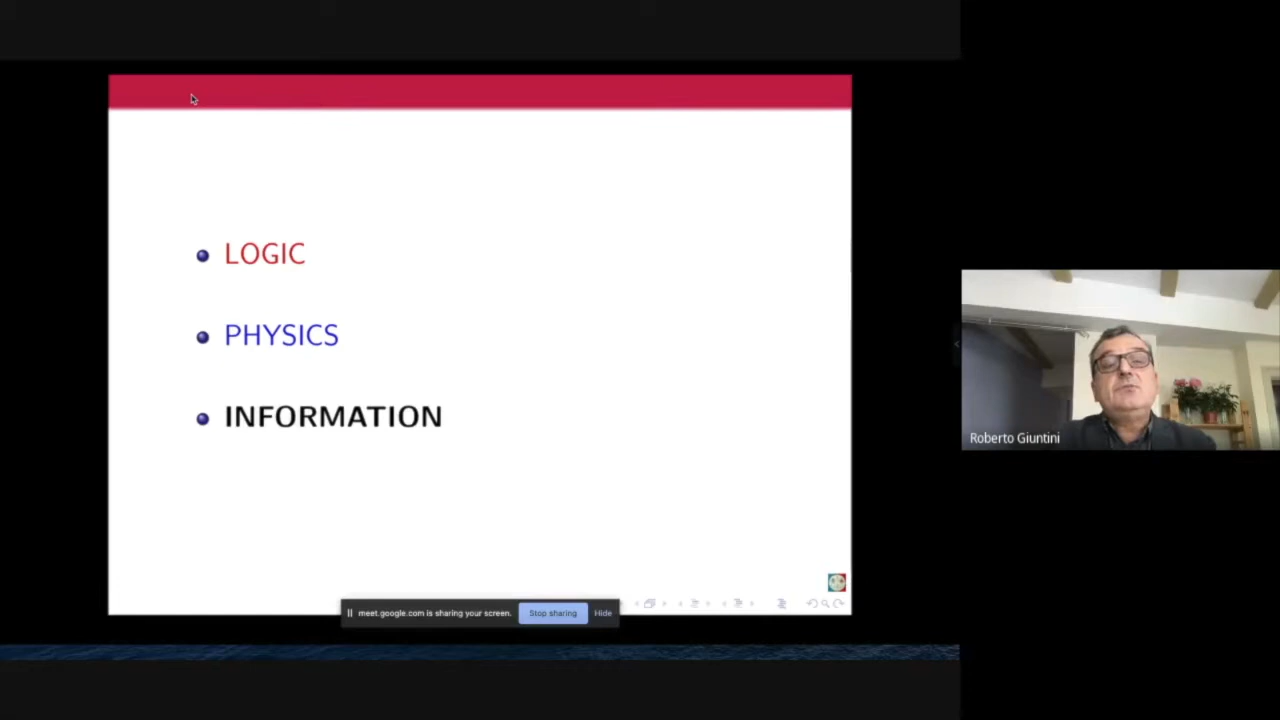 LOGIC
PHYSICS
INFORMATION
Roberto Giuntini
meet.google.com is sharing your screen. Stop sharing Hide